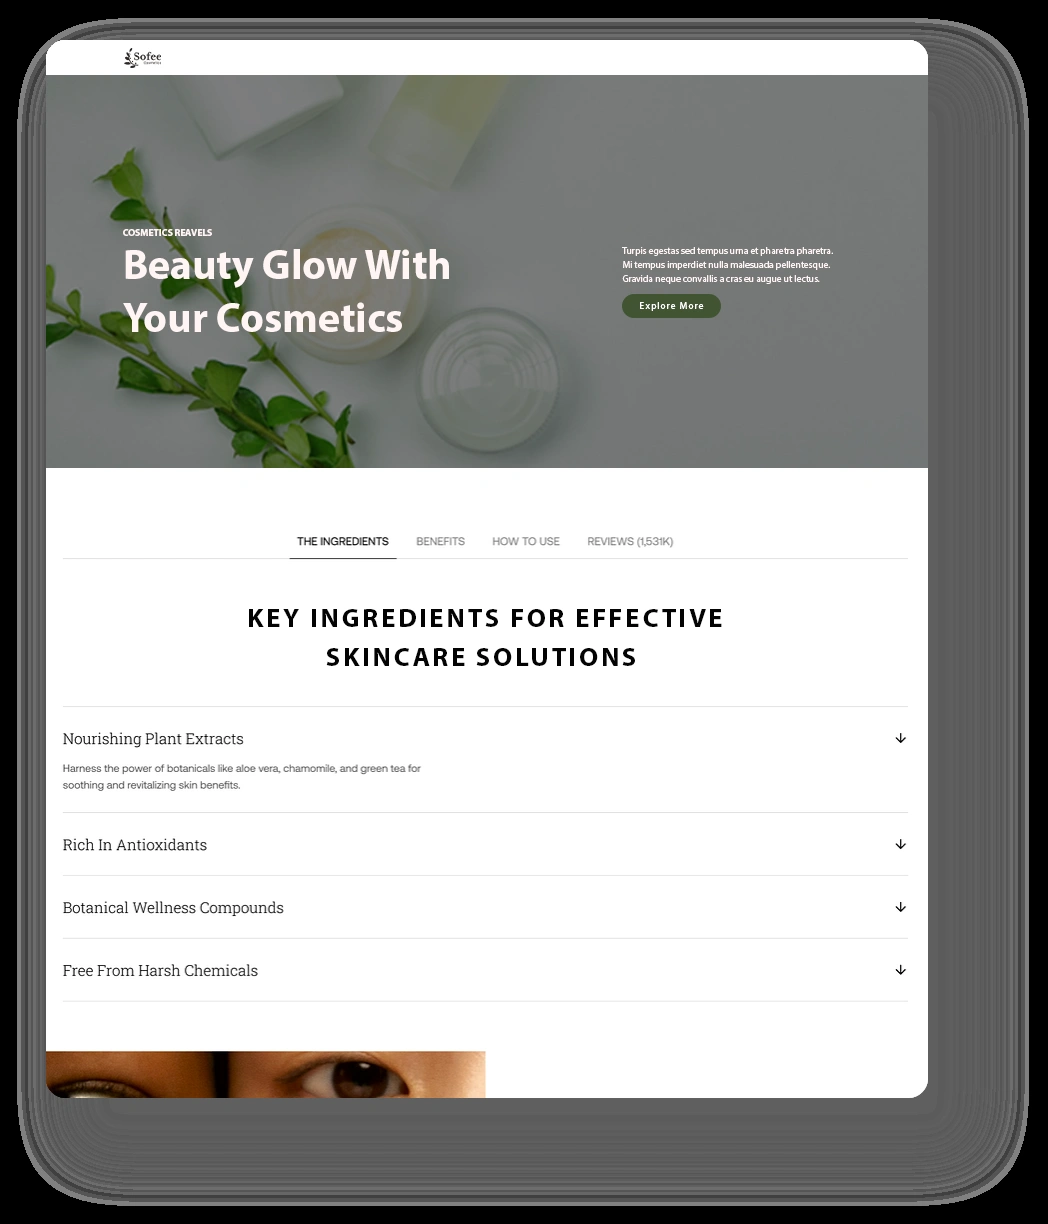 Sofee
Cosmetics
COSMETICS REAVELS
Beauty Glow With
Your Cosmetics
Turpis egestas sed tempus urna et pharetra pharetra.
Mi tempus imperdiet nulla malesuada pellentesque.
Gravida neque convallis a cras eu augue ut lectus.
Explore More
THE INGREDIENTS BENEFITS HOW TO USE REVIEWS (1,531K)
KEY INGREDIENTS FOR EFFECTIVE
SKINCARE SOLUTIONS
Nourishing Plant Extracts
Harness the power of botanicals like aloe vera, chamomile, and green tea for
soothing and revitalizing skin benefits.
Rich In Antioxidants
Botanical Wellness Compounds
Free From Harsh Chemicals